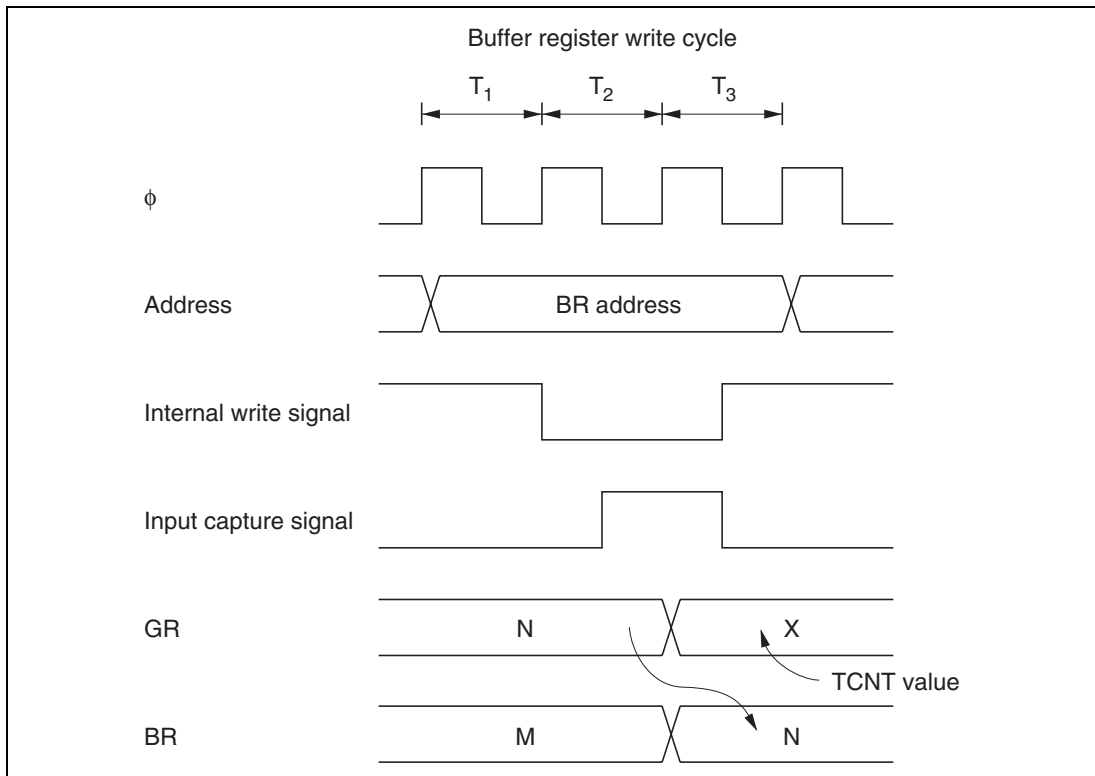 Buffer register write cycle
T1 T2 T3
ϕ
Address BR address
Internal write signal
Input capture signal
GR N X
TCNT value
BR M N